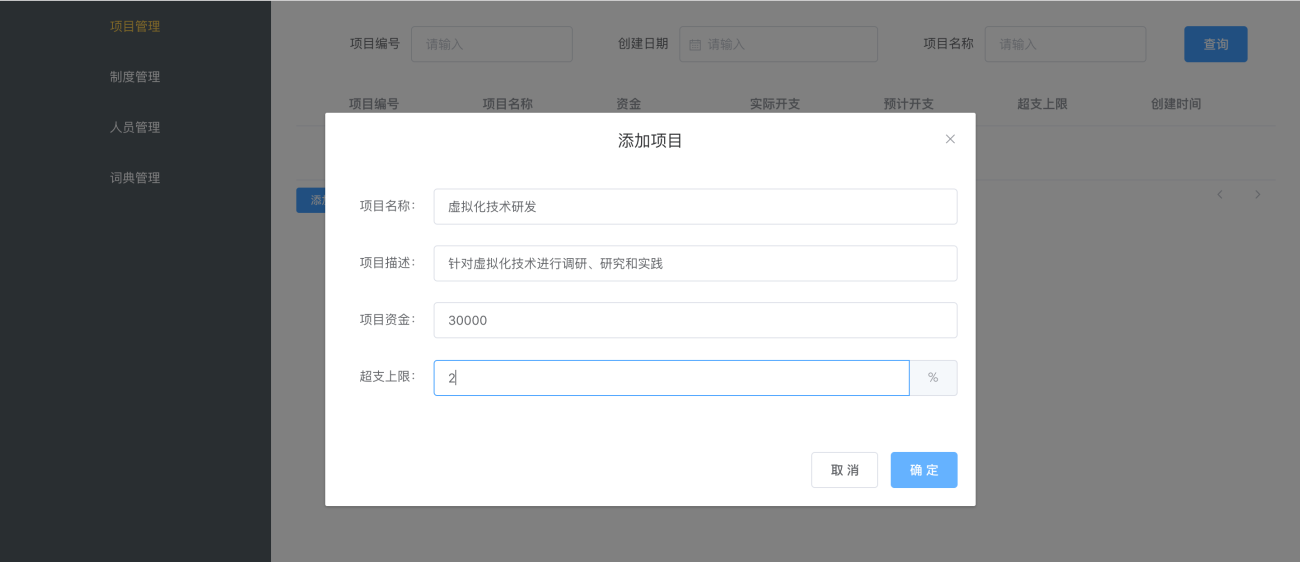 项目管理
制度管理
人员管理
词典管理
项目编号 请输入 创建日期 请输入 项目名称 请输入 查询
项目编号 项目名称 资金 实际开支 预计开支 超支上限 创建时间
添加项目
项目名称： 虚拟化技术研发
项目描述： 针对虚拟化技术进行调研、研究和实践
项目资金： 30000
超支上限： 2 %
取 消 确 定